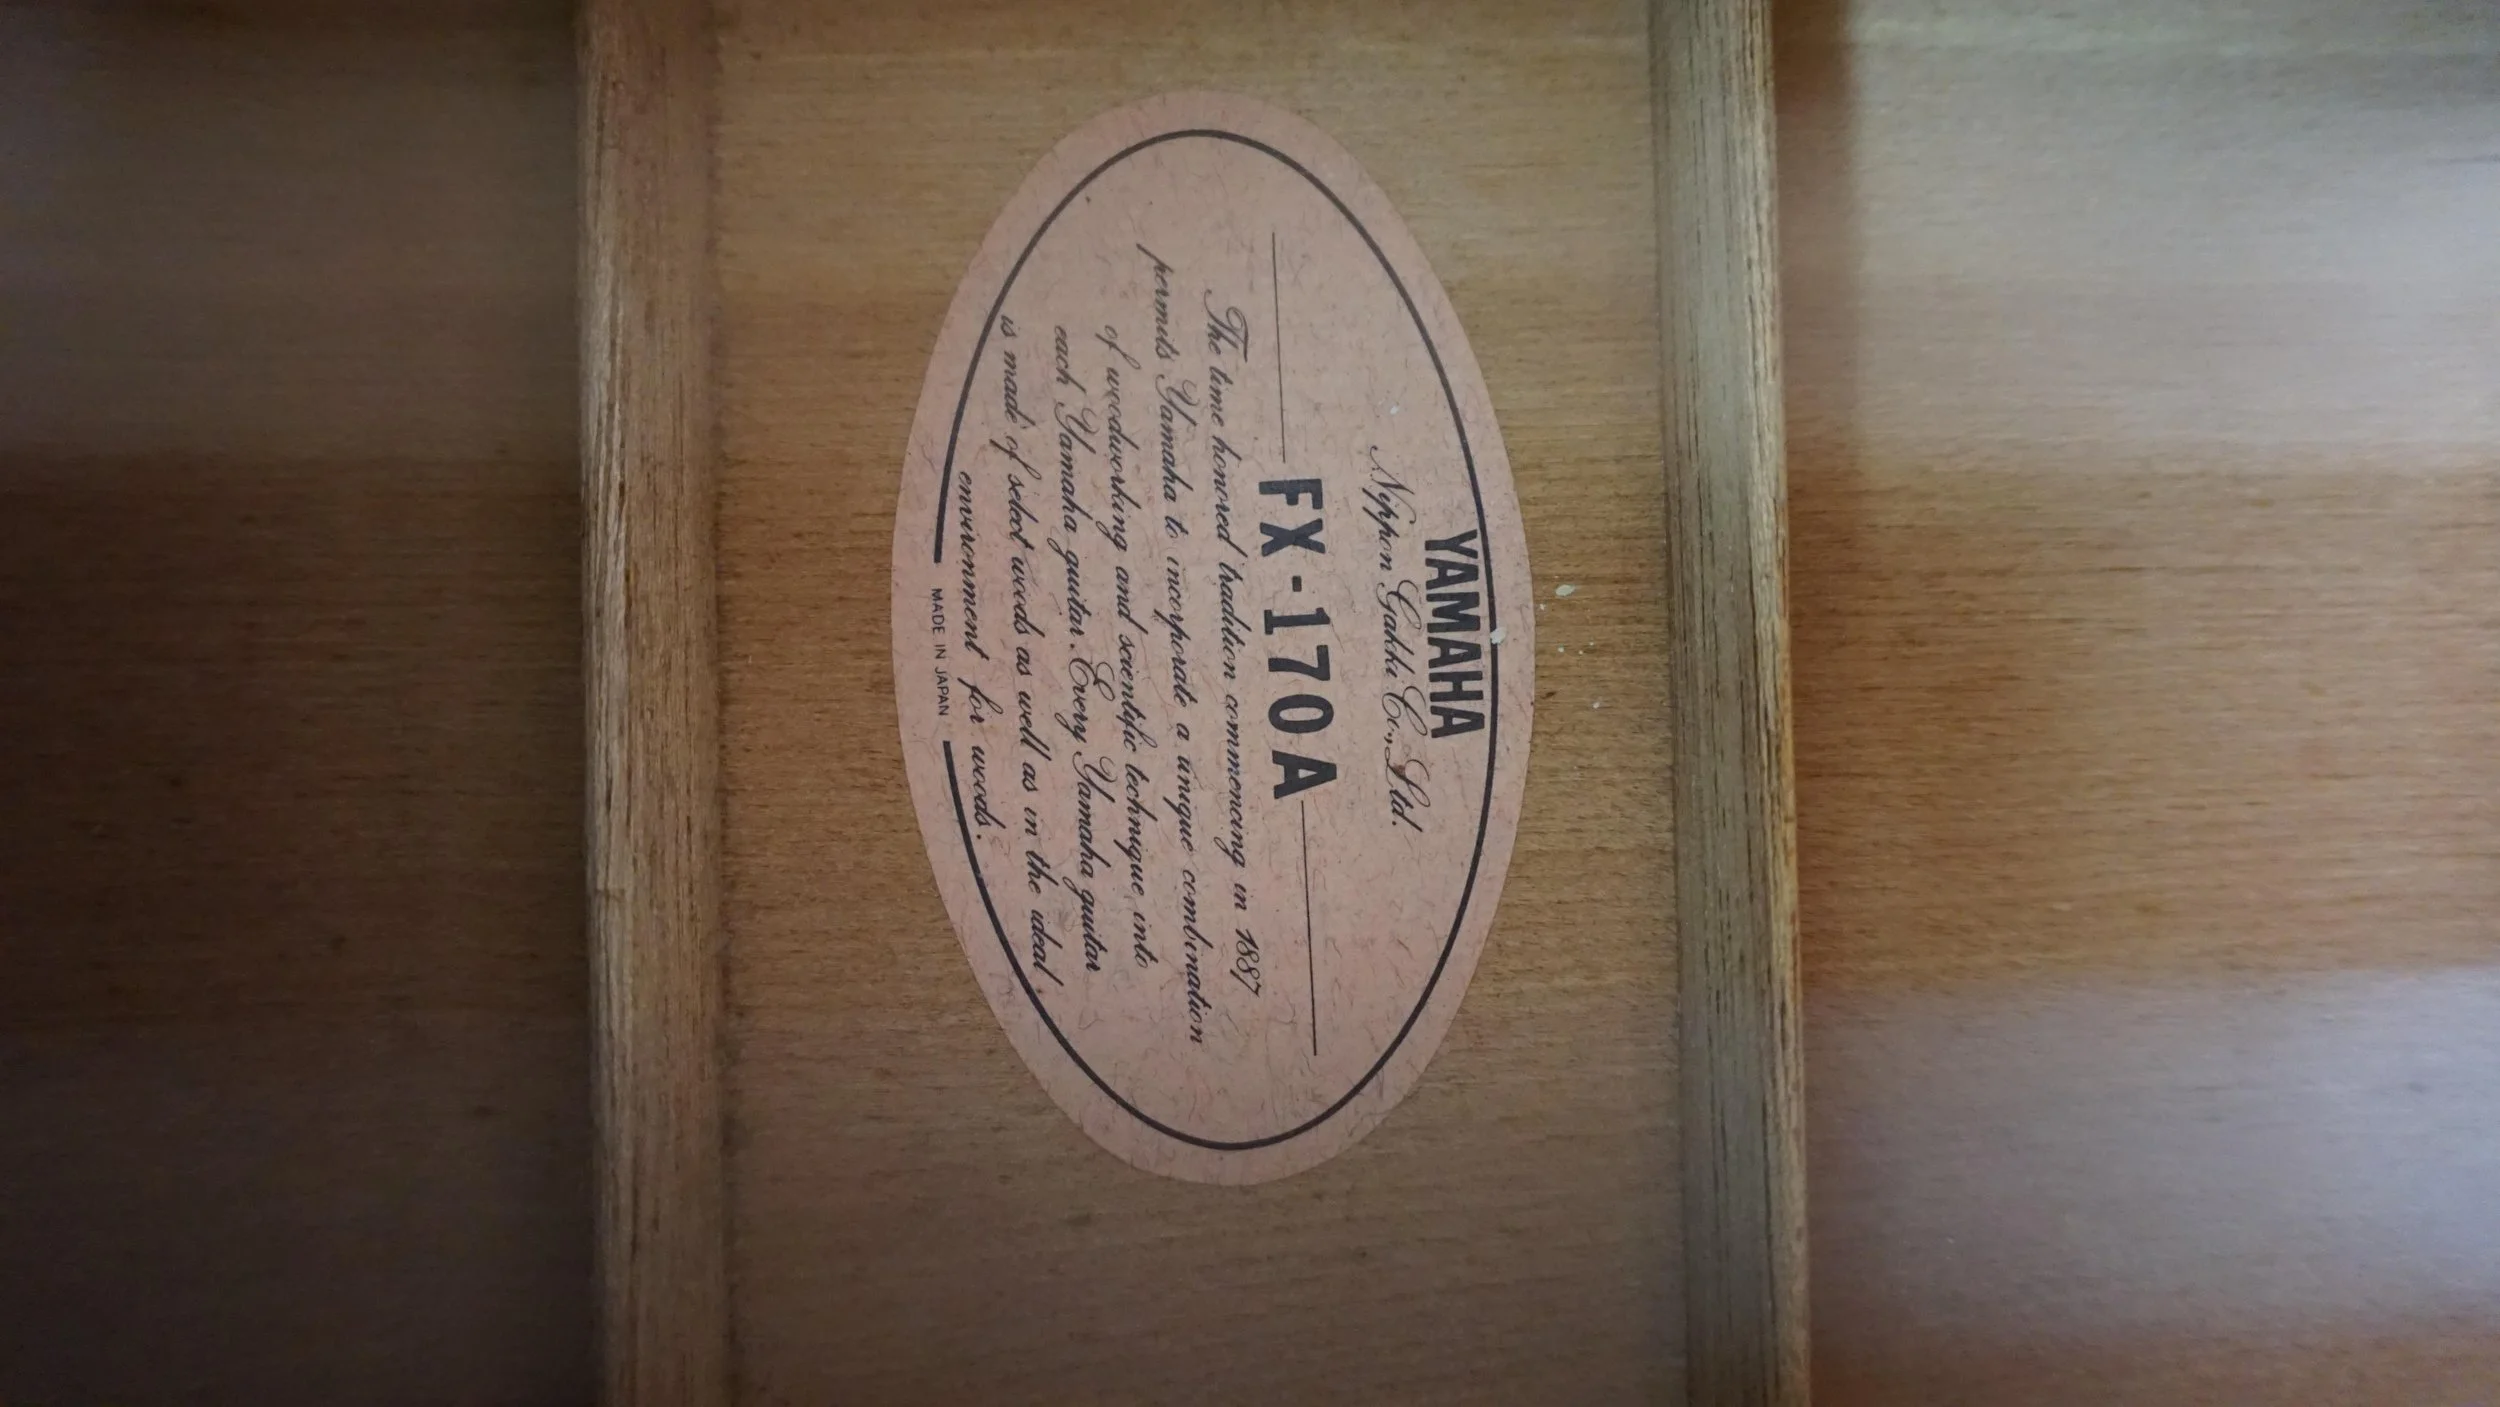 YAMAHA
Nippon Gakki Co., Ltd.
FX-170A
The time honored tradition commencing in 1887
permits Yamaha to incorporate a unique combination
of woodworking and scientific technique into
each Yamaha guitar. Every Yamaha guitar
is made of select woods as well as in the ideal
environment for woods.
MADE IN JAPAN